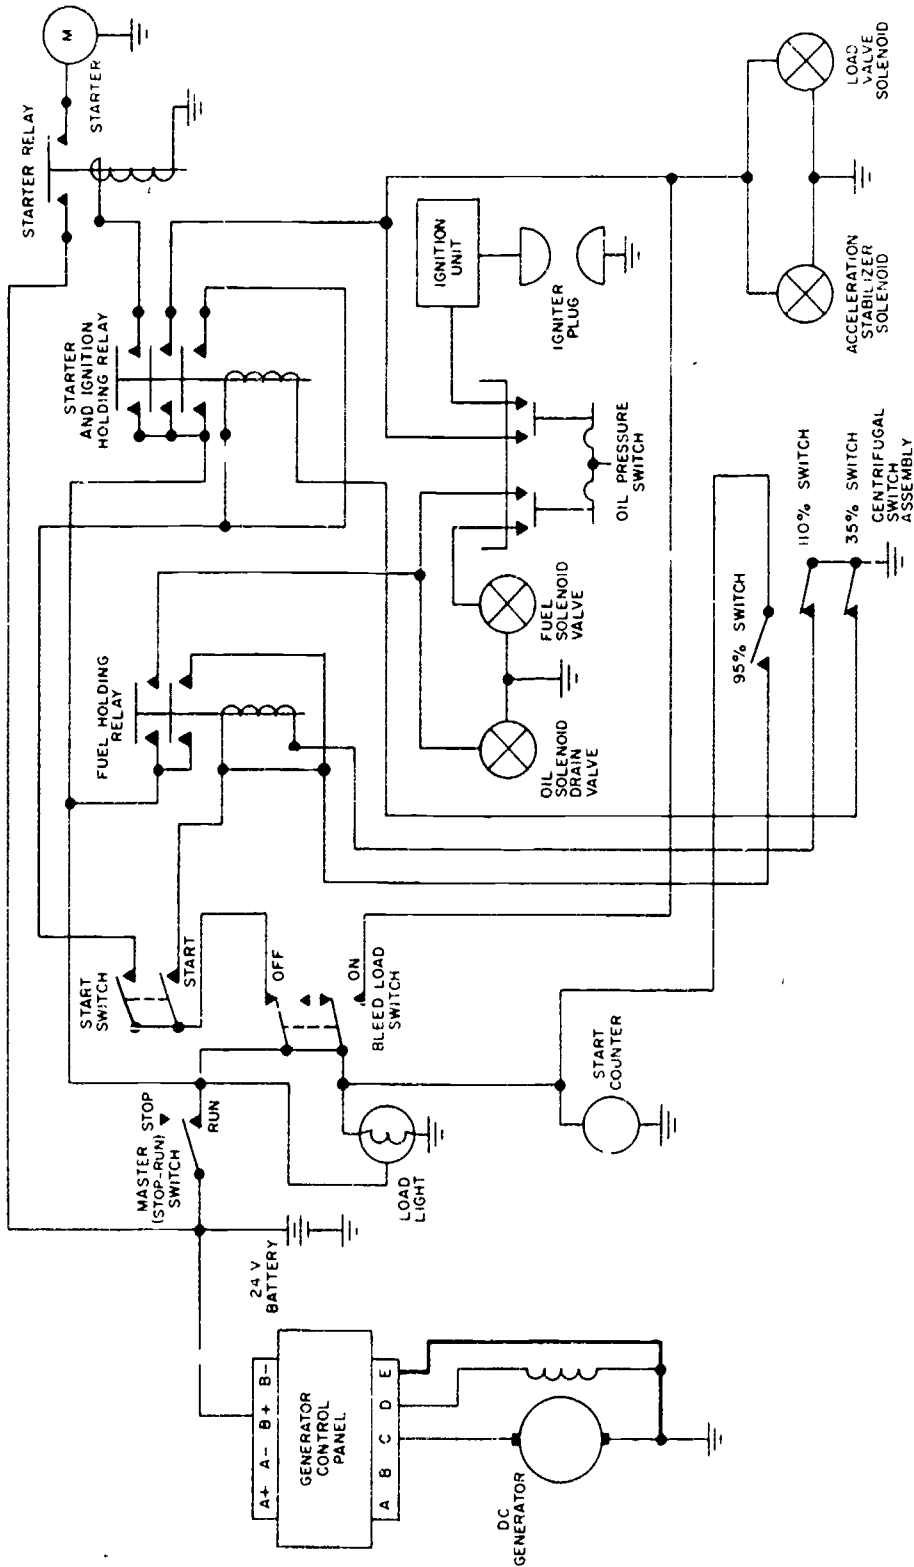 GENERATOR
CONTROL
PANEL
A+ A- B+ B-
A B C D E
DC
GENERATOR
24 V
BATTERY
MASTER
(STOP-RUN)
SWITCH
STOP
RUN
LOAD
LIGHT
START
SWITCH
START
OFF
ON
BLEED LOAD
SWITCH
START
COUNTER
FUEL HOLDING
RELAY
OIL
SOLENOID
DRAIN
VALVE
FUEL
SOLENOID
VALVE
STARTER
AND IGNITION
HOLDING RELAY
OIL PRESSURE
SWITCH
IGNITION
UNIT
IGNITER
PLUG
95% SWITCH
110% SWITCH
35% SWITCH
CENTRIFUGAL
SWITCH
ASSEMBLY
STARTER RELAY
STARTER
M
ACCELERATION
STABILIZER
SOLENOID
LOAD
VALVE
SOLENOID